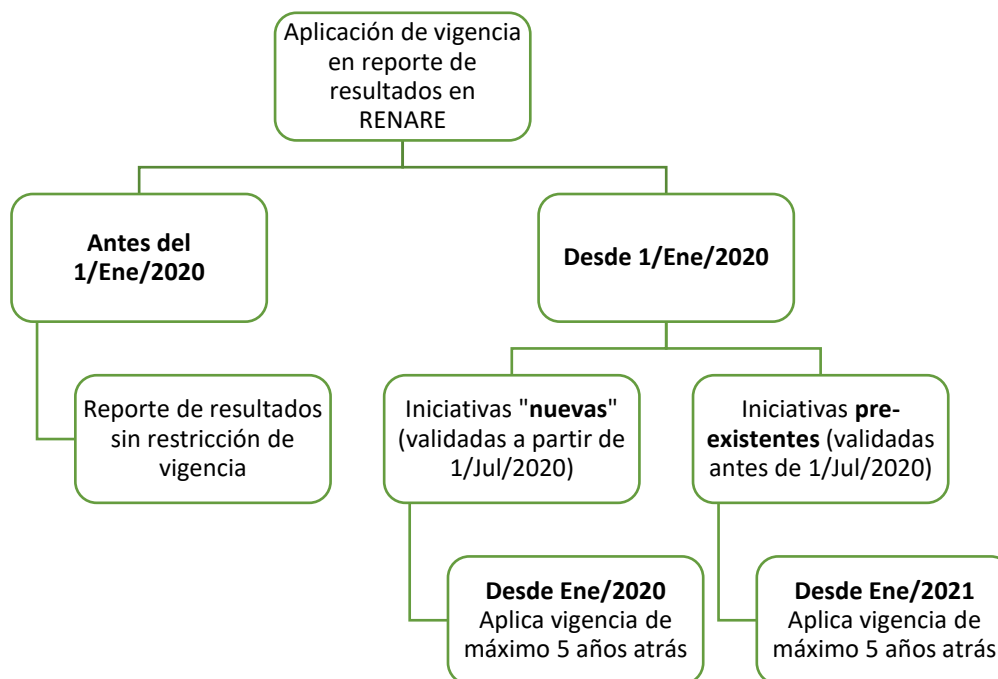 Aplicación de vigencia
en reporte de
resultados en
RENARE
Antes del
1/Ene/2020
Desde 1/Ene/2020
Reporte de resultados
sin restricción de
vigencia
Iniciativas "nuevas"
(validadas a partir de
1/Jul/2020)
Iniciativas pre-
existentes (validadas
antes de 1/Jul/2020)
Desde Ene/2020
Aplica vigencia de
máximo 5 años atrás
Desde Ene/2021
Aplica vigencia de
máximo 5 años atrás